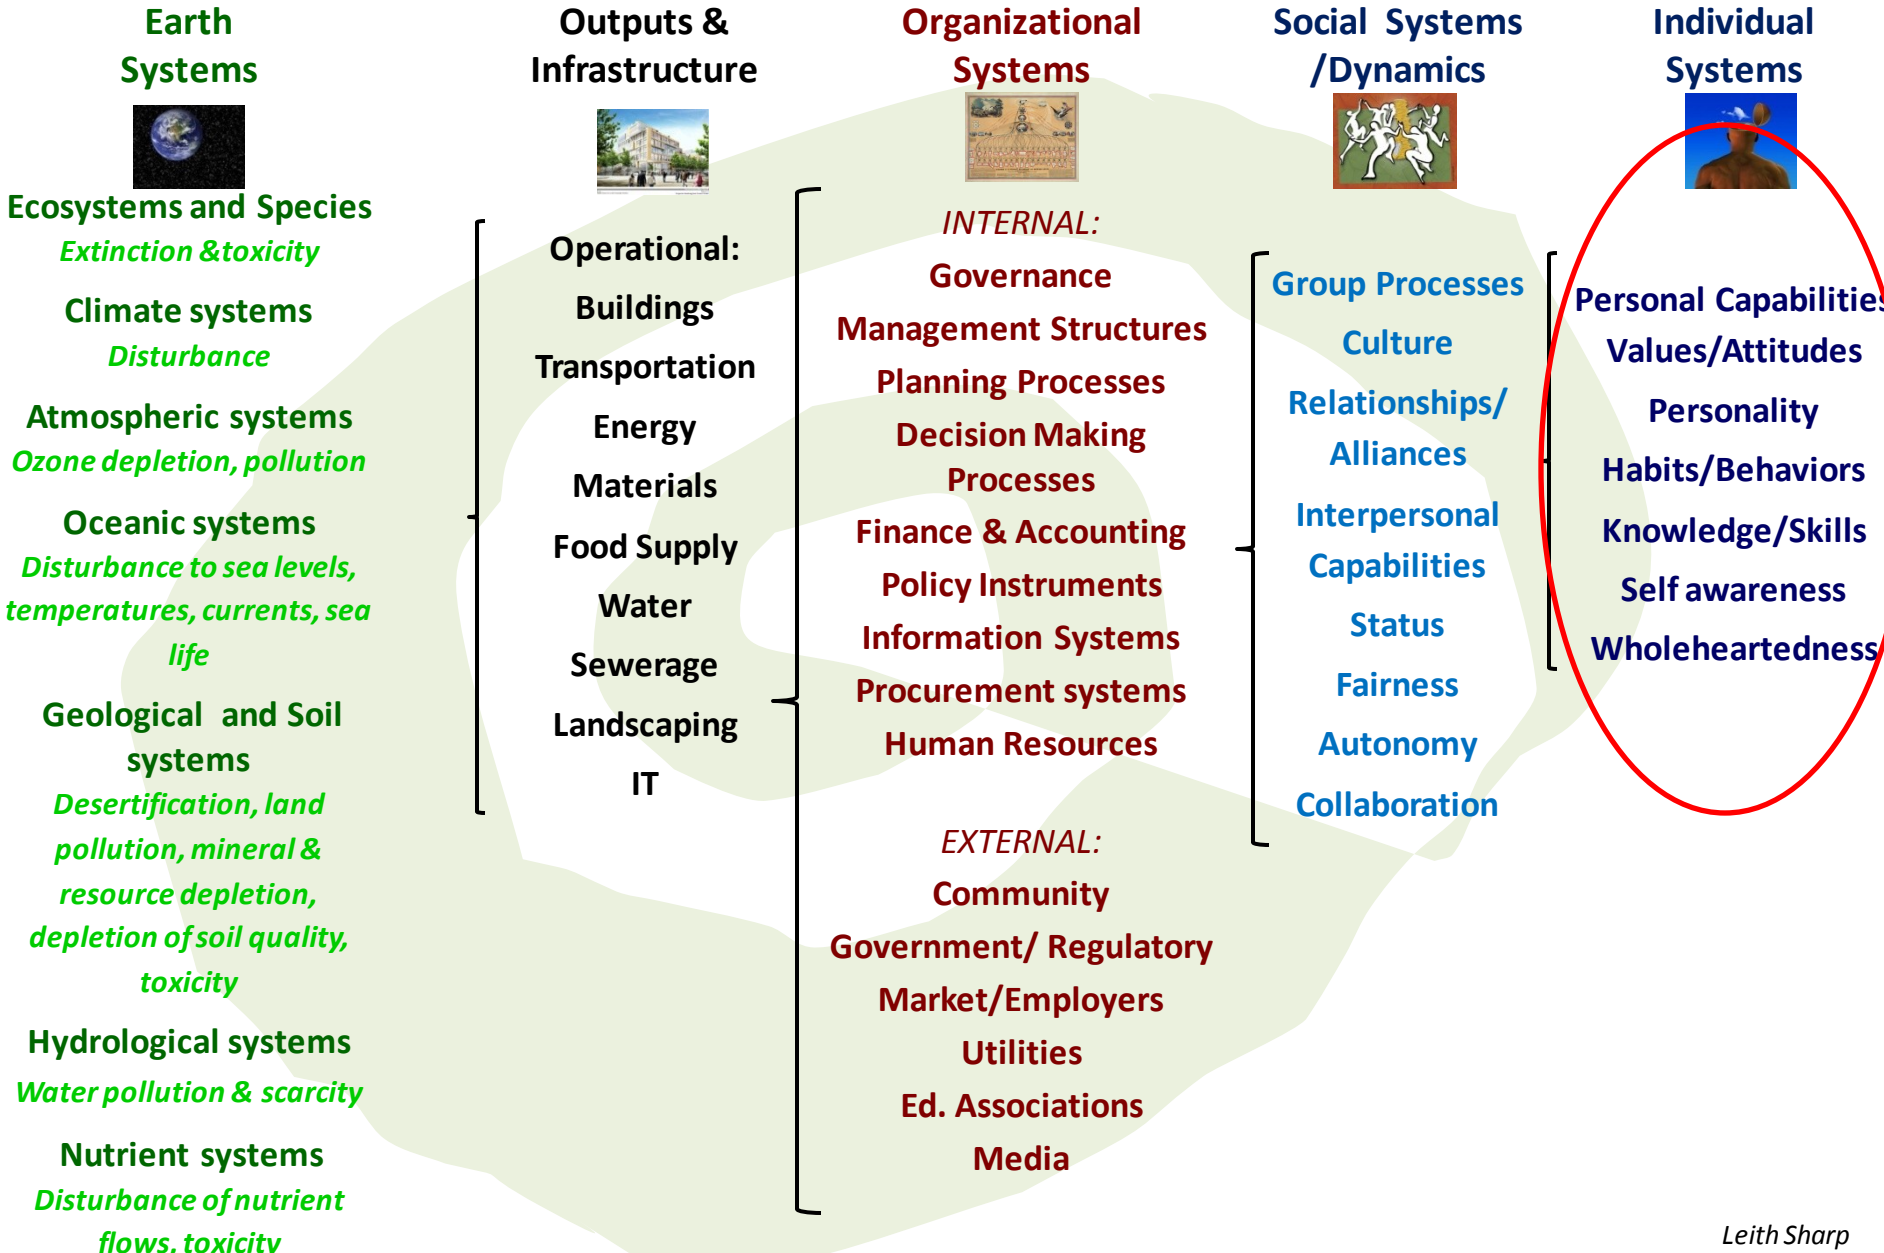 Earth
Systems
Ecosystems and Species
Extinction &toxicity
Climate systems
Disturbance
Atmospheric systems
Ozone depletion, pollution
Oceanic systems
Disturbance to sea levels,
temperatures, currents, sea
life
Geological and Soil
systems
Desertification, land
pollution, mineral &
resource depletion,
depletion of soil quality,
toxicity
Hydrological systems
Water pollution & scarcity
Nutrient systems
Disturbance of nutrient
flows, toxicity
Outputs &
Infrastructure
Operational:
Buildings
Transportation
Energy
Materials
Food Supply
Water
Sewerage
Landscaping
IT
Organizational
Systems
INTERNAL:
Governance
Management Structures
Planning Processes
Decision Making
Processes
Finance & Accounting
Policy Instruments
Information Systems
Procurement systems
Human Resources
EXTERNAL:
Community
Government/ Regulatory
Market/Employers
Utilities
Ed. Associations
Media
Social Systems
/Dynamics
Group Processes
Culture
Relationships/
Alliances
Interpersonal
Capabilities
Status
Fairness
Autonomy
Collaboration
Individual
Systems
Personal Capabilities
Values/Attitudes
Personality
Habits/Behaviors
Knowledge/Skills
Self awareness
Wholeheartedness
Leith Sharp